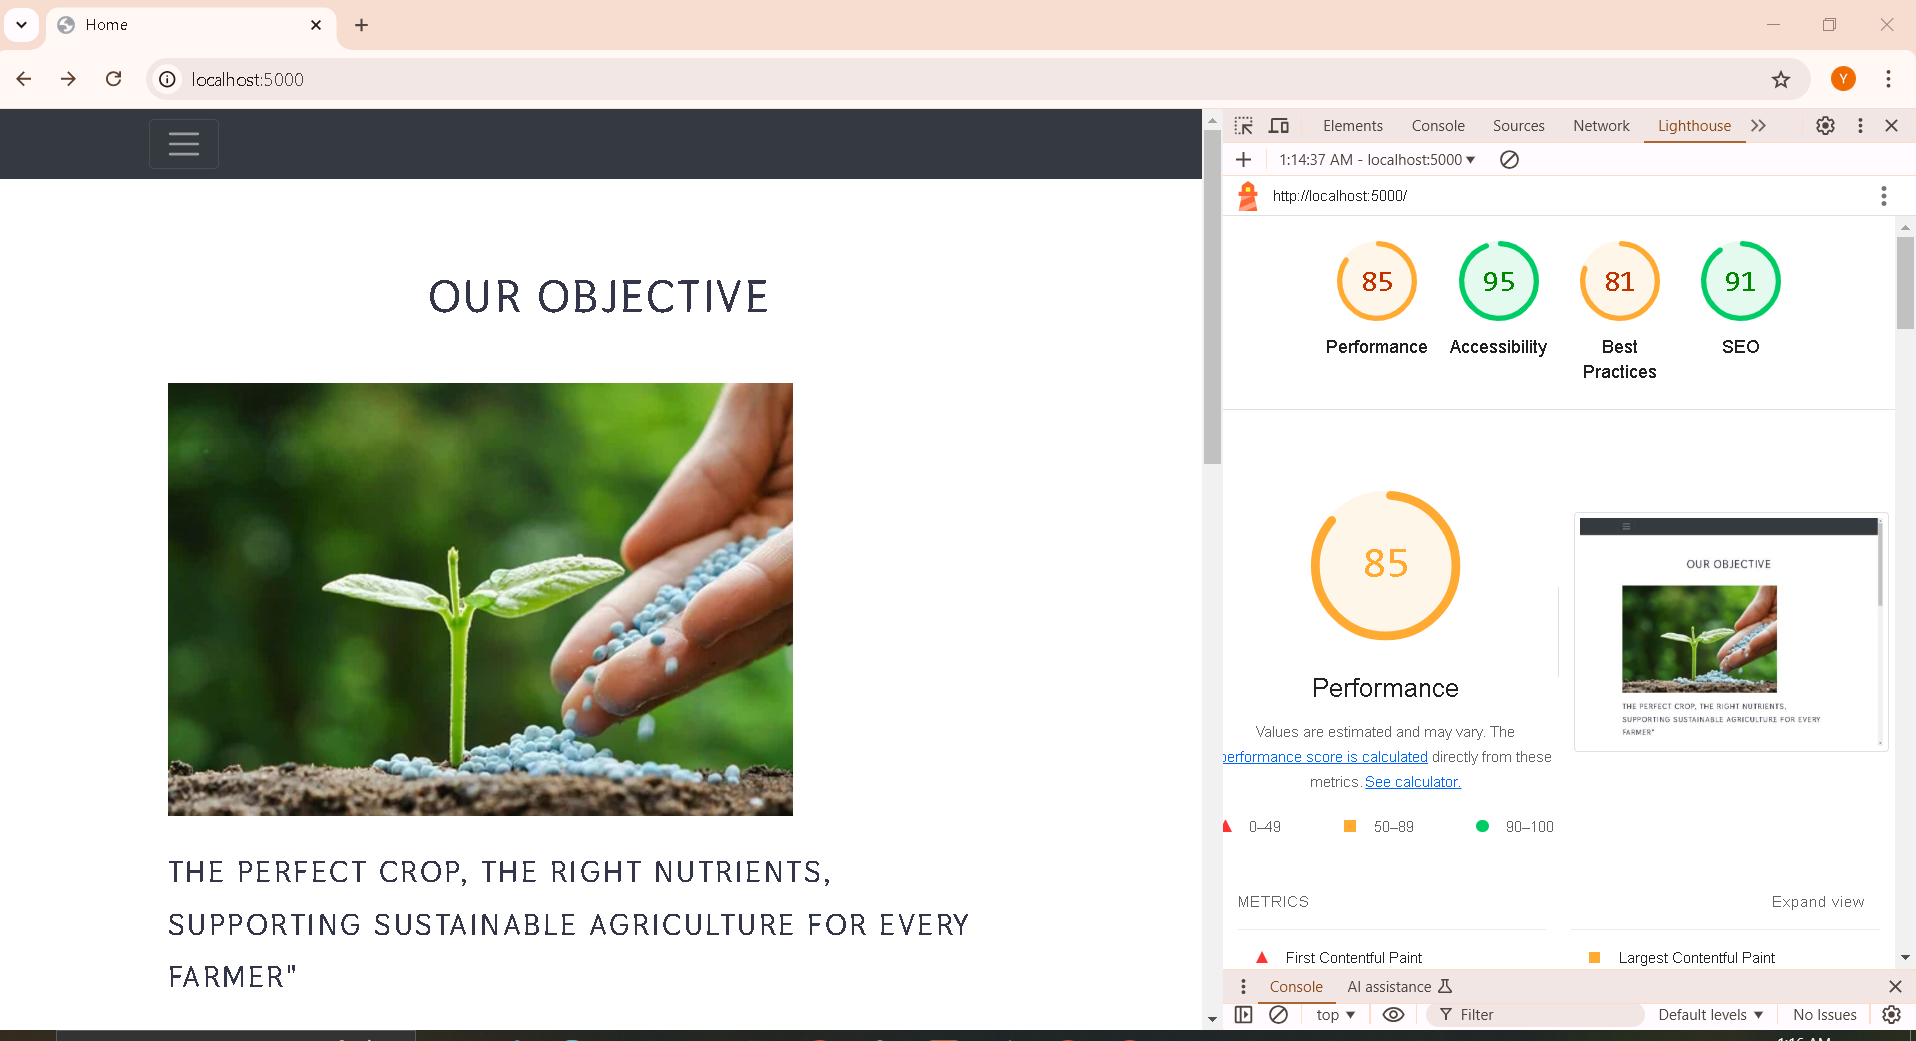 Home
localhost:5000
Y
OUR OBJECTIVE
THE PERFECT CROP, THE RIGHT NUTRIENTS,
SUPPORTING SUSTAINABLE AGRICULTURE FOR EVERY
FARMER"
Elements Console Sources Network Lighthouse
1:14:37 AM - localhost:5000
http://localhost:5000/
85 95 81 91
Performance Accessibility Best Practices SEO
85
Performance
Values are estimated and may vary. The
performance score is calculated directly from these
metrics. See calculator.
0–49 50–89 90–100
OUR OBJECTIVE
THE PERFECT CROP, THE RIGHT NUTRIENTS,
SUPPORTING SUSTAINABLE AGRICULTURE FOR EVERY
FARMER"
METRICS Expand view
First Contentful Paint Largest Contentful Paint
Console AI assistance
top Filter Default levels No Issues